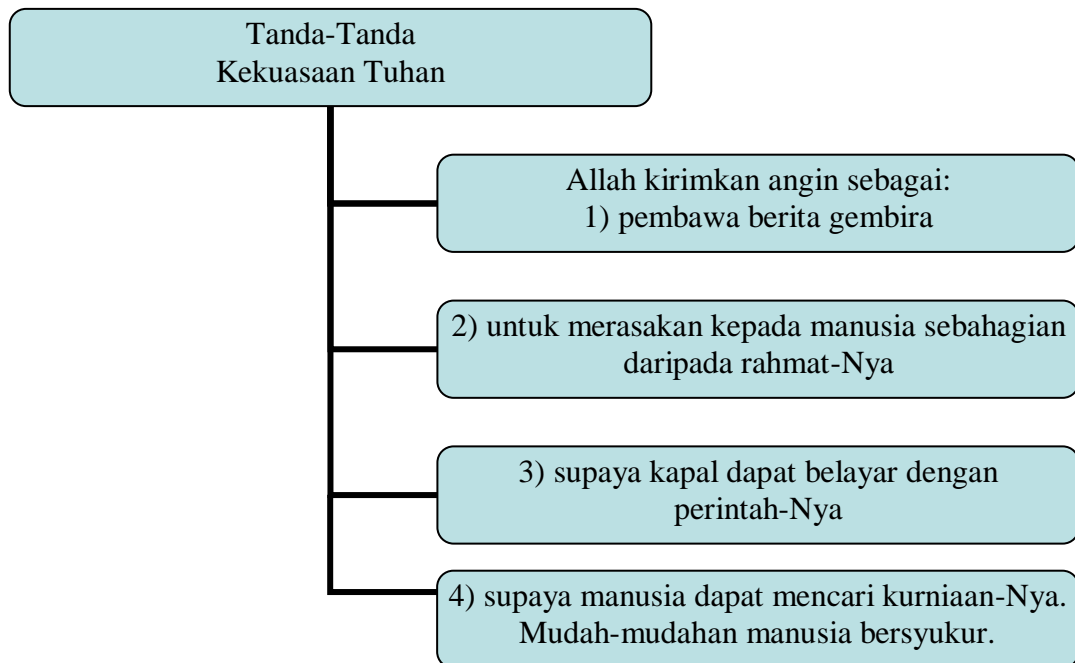 Tanda-Tanda
Kekuasaan Tuhan
Allah kirimkan angin sebagai:
1) pembawa berita gembira
2) untuk merasakan kepada manusia sebahagian
daripada rahmat-Nya
3) supaya kapal dapat belayar dengan
perintah-Nya
4) supaya manusia dapat mencari kurniaan-Nya.
Mudah-mudahan manusia bersyukur.